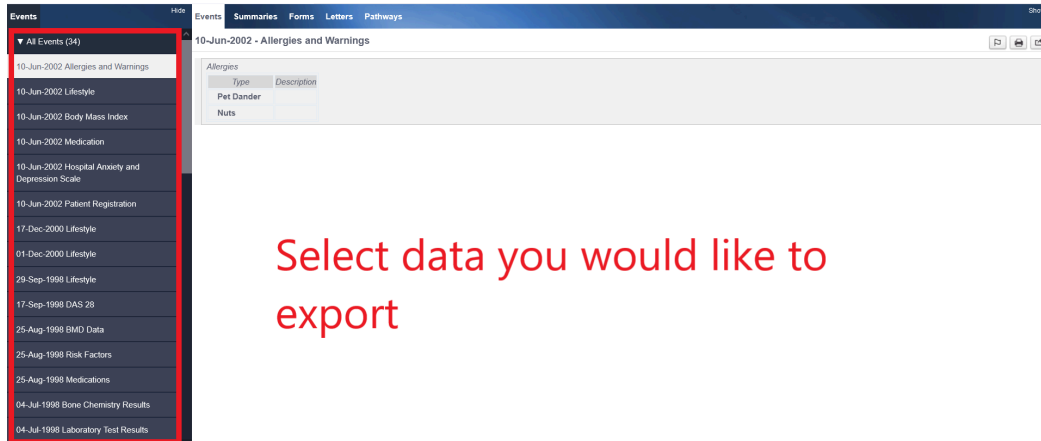 Events
Hide
▼ All Events (34)
10-Jun-2002 Allergies and Warnings
10-Jun-2002 Lifestyle
10-Jun-2002 Body Mass Index
10-Jun-2002 Medication
10-Jun-2002 Hospital Anxiety and
Depression Scale
10-Jun-2002 Patient Registration
17-Dec-2000 Lifestyle
01-Dec-2000 Lifestyle
29-Sep-1998 Lifestyle
17-Sep-1998 DAS 28
25-Aug-1998 BMD Data
25-Aug-1998 Risk Factors
25-Aug-1998 Medications
04-Jul-1998 Bone Chemistry Results
04-Jul-1998 Laboratory Test Results
Events Summaries Forms Letters Pathways
Sho
10-Jun-2002 - Allergies and Warnings
Allergies
Type Description
Pet Dander
Nuts
Select data you would like to
export